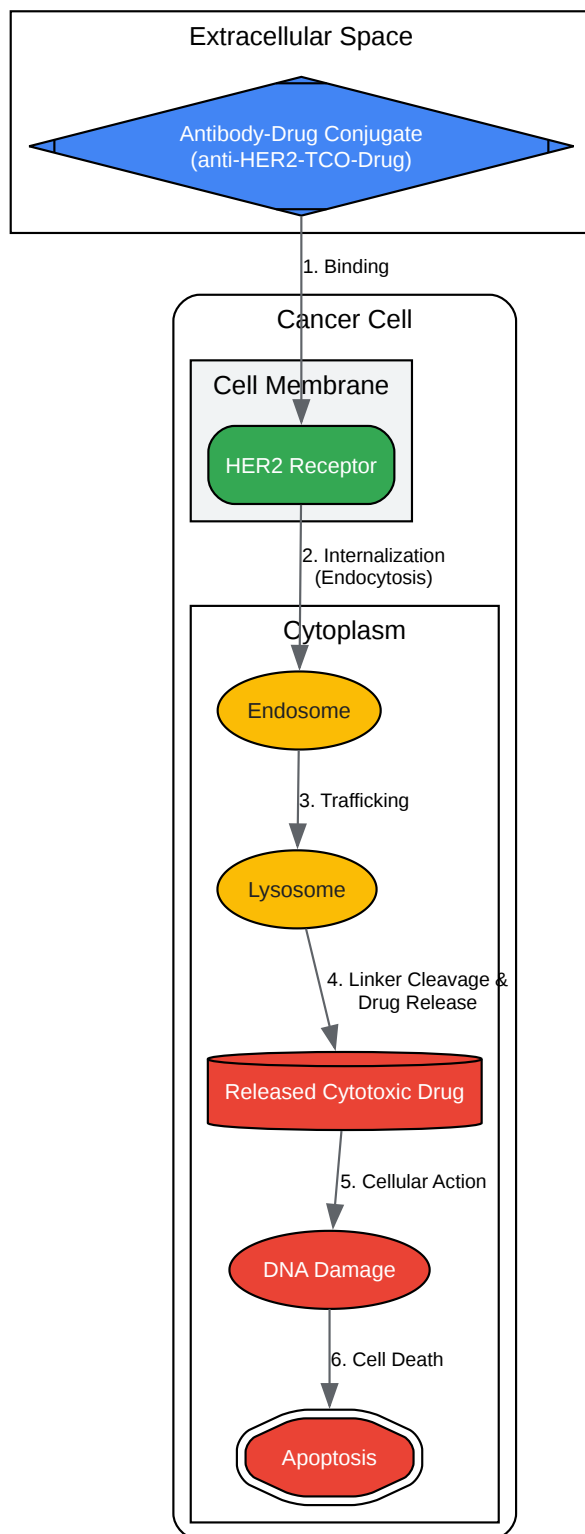 Extracellular Space
Antibody-Drug Conjugate
(anti-HER2-TCO-Drug)
1. Binding
Cancer Cell
Cell Membrane
HER2 Receptor
2. Internalization
(Endocytosis)
Cytoplasm
Endosome
3. Trafficking
Lysosome
4. Linker Cleavage &
Drug Release
Released Cytotoxic Drug
5. Cellular Action
DNA Damage
6. Cell Death
Apoptosis